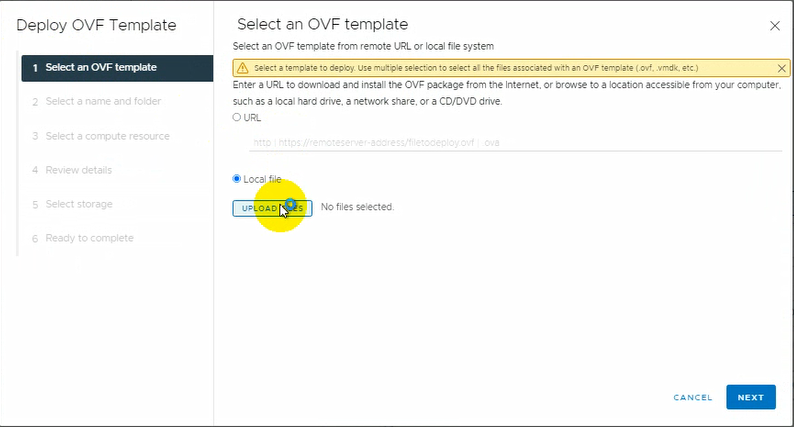 Deploy OVF Template
1 Select an OVF template
2 Select a name and folder
3 Select a compute resource
4 Review details
5 Select storage
6 Ready to complete
Select an OVF template
Select an OVF template from remote URL or local file system
Select a template to deploy. Use multiple selection to select all the files associated with an OVF template (.ovf, .vmdk, etc.)
Enter a URL to download and install the OVF package from the Internet, or browse to a location accessible from your computer,
such as a local hard drive, a network share, or a CD/DVD drive.
URL
http | https://remoteserver-address/filetodeploy.ovf | .ova
Local file
UPLOAD FILES
No files selected.
CANCEL
NEXT